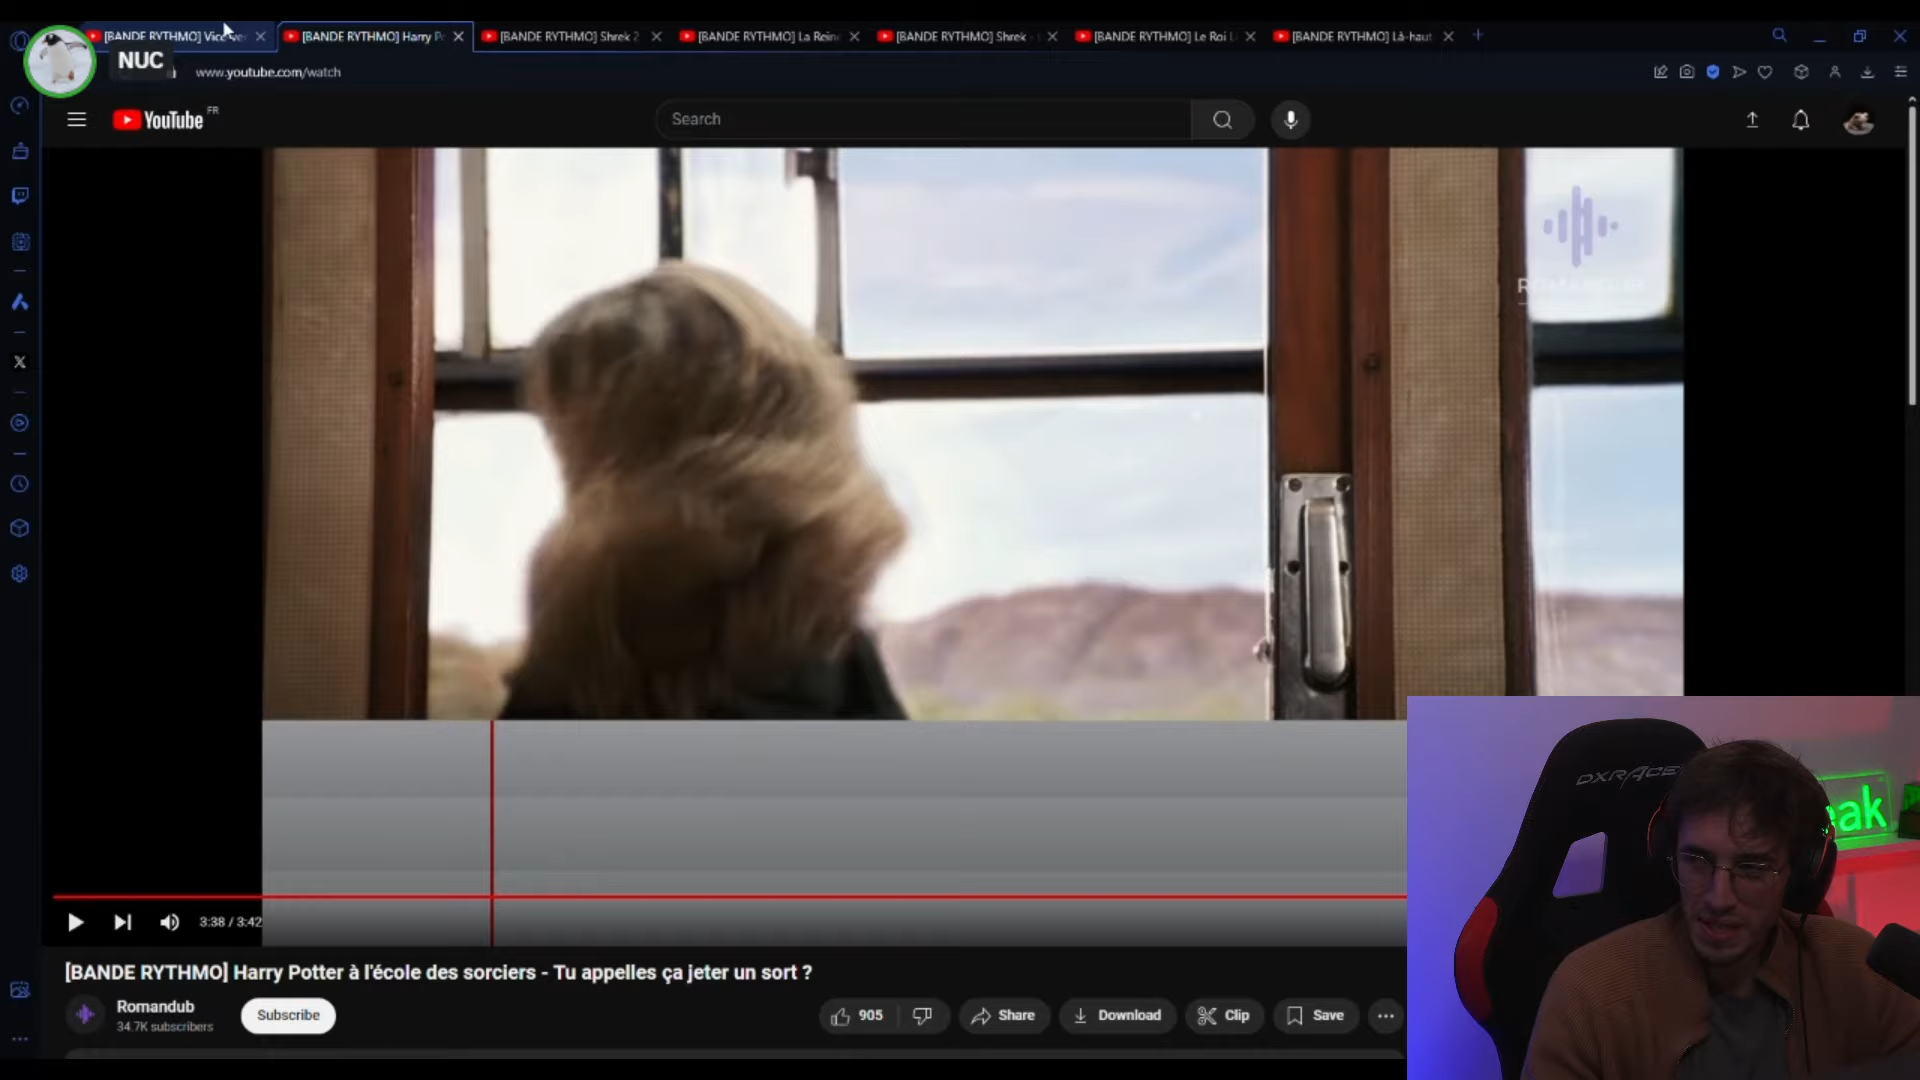 [BANDE RYTHMO] Vice-ve
[BANDE RYTHMO] Harry P
[BANDE RYTHMO] Shrek 2
[BANDE RYTHMO] La Rein
[BANDE RYTHMO] Shrek -
[BANDE RYTHMO] Le Roi L
[BANDE RYTHMO] Là-haut
NUC
www.youtube.com/watch
YouTube FR
Search
ROMANDUB
DXRACE
eak
3:38 / 3:42
[BANDE RYTHMO] Harry Potter à l'école des sorciers - Tu appelles ça jeter un sort ?
Romandub
34.7K subscribers
Subscribe
905
Share
Download
Clip
Save